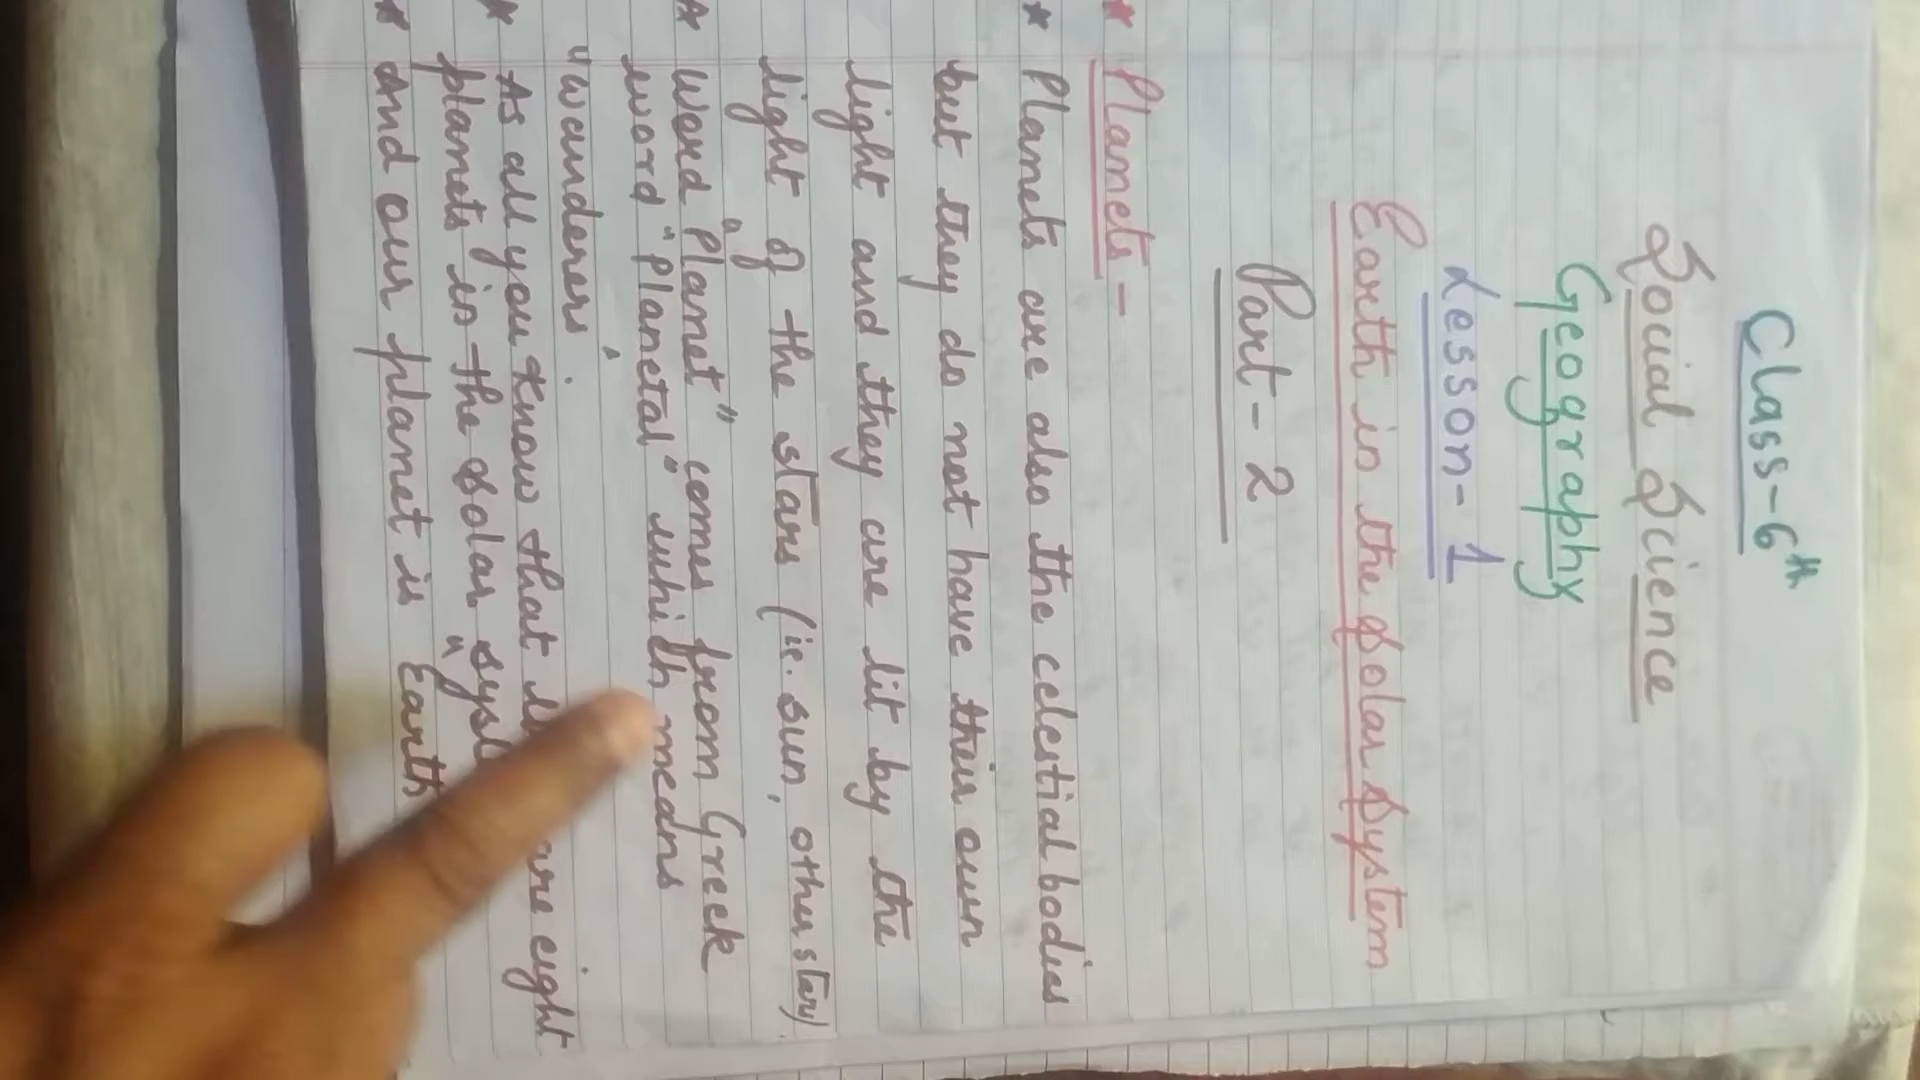 Class-6th
Social Science
Geography
Lesson-1
Earth in the Solar System
Part-2
* Planets-
* Planets are also the celestial bodies
but they do not have their own
light and they are lit by the
light of the stars (ie. sun, other stars)
* Word "Planet" comes from Greek
word "Planetai" which means
"Wanderers"
* As all you know that are eight
planets in the solar
* And our planet is "Earth